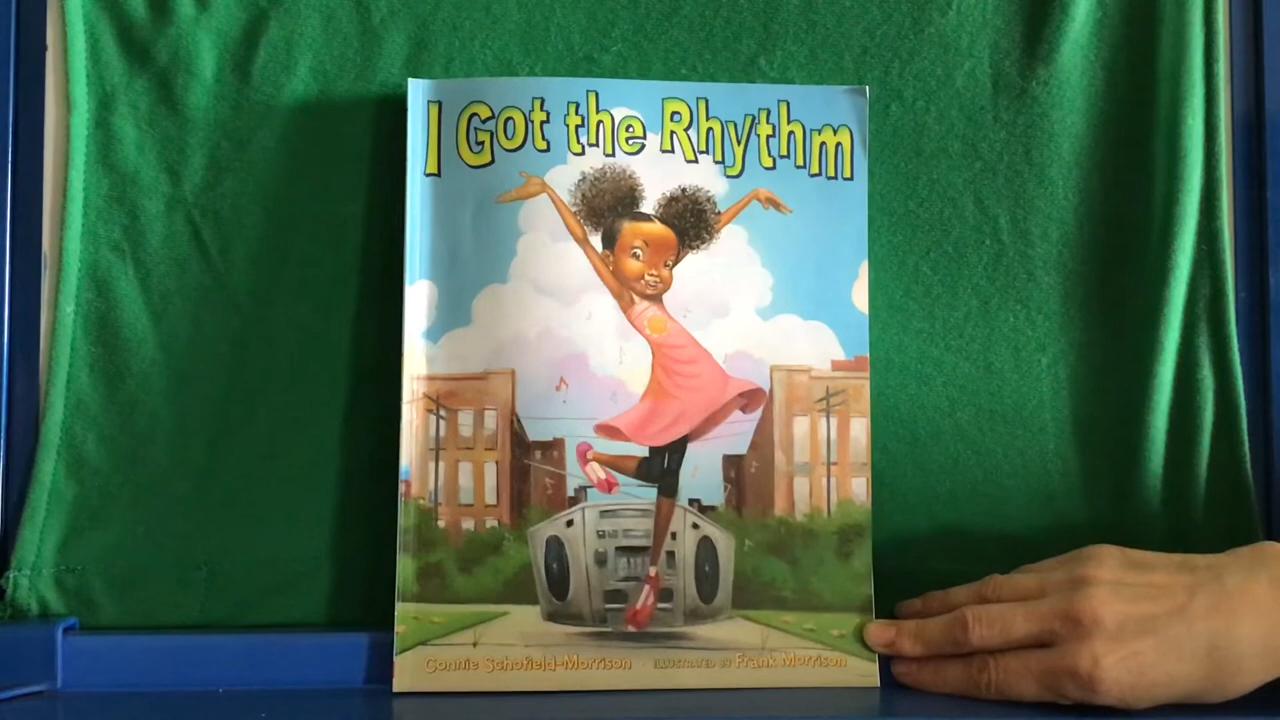 I Got the Rhythm
Connie Schofield-Morrison · ILLUSTRATED BY Frank Morrison